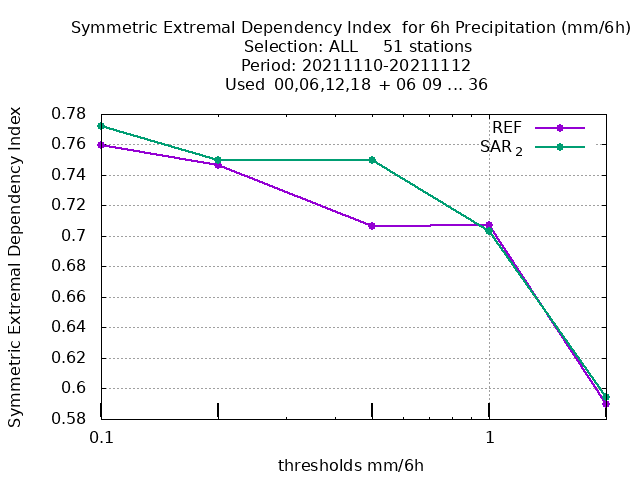 Symmetric Extremal Dependency Index  for 6h Precipitation (mm/6h)
Selection: ALL     51 stations
Period: 20211110-20211112
Used  00,06,12,18  + 06 09 ... 36
REF
SAR 2
Symmetric Extremal Dependency Index
0.78
0.76
0.74
0.72
0.7
0.68
0.66
0.64
0.62
0.6
0.58
0.1
1
thresholds mm/6h